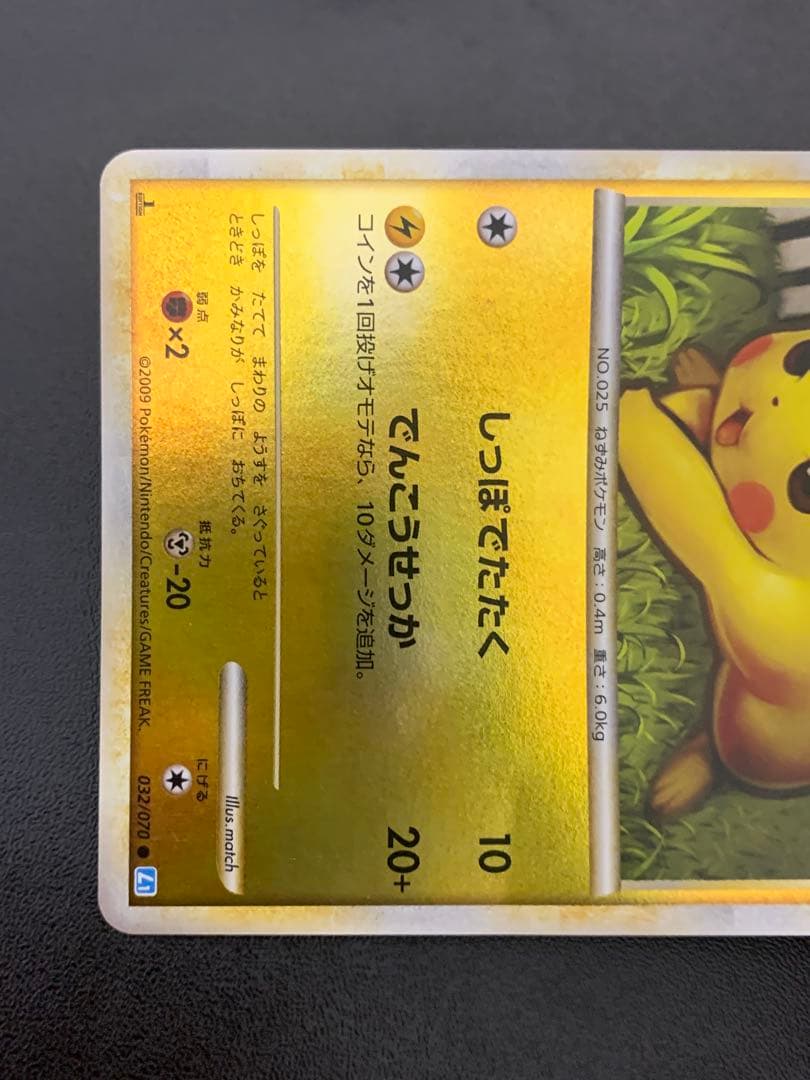 NO.025 ねずみポケモン 高さ:0.4m 重さ:6.0kg
しっぽでたたく 10
でんこうせっか 20+
コインを1回投げオモテなら、10ダメージを追加。
しっぽを たてて まわりの ようすを さぐっていると
ときどき かみなりが しっぽに おちてくる。
Illus.match
弱点 ×2 抵抗力 -20 にげる
1 EDITION ©2009 Pokémon/Nintendo/Creatures/GAME FREAK. 032/070 ● L1